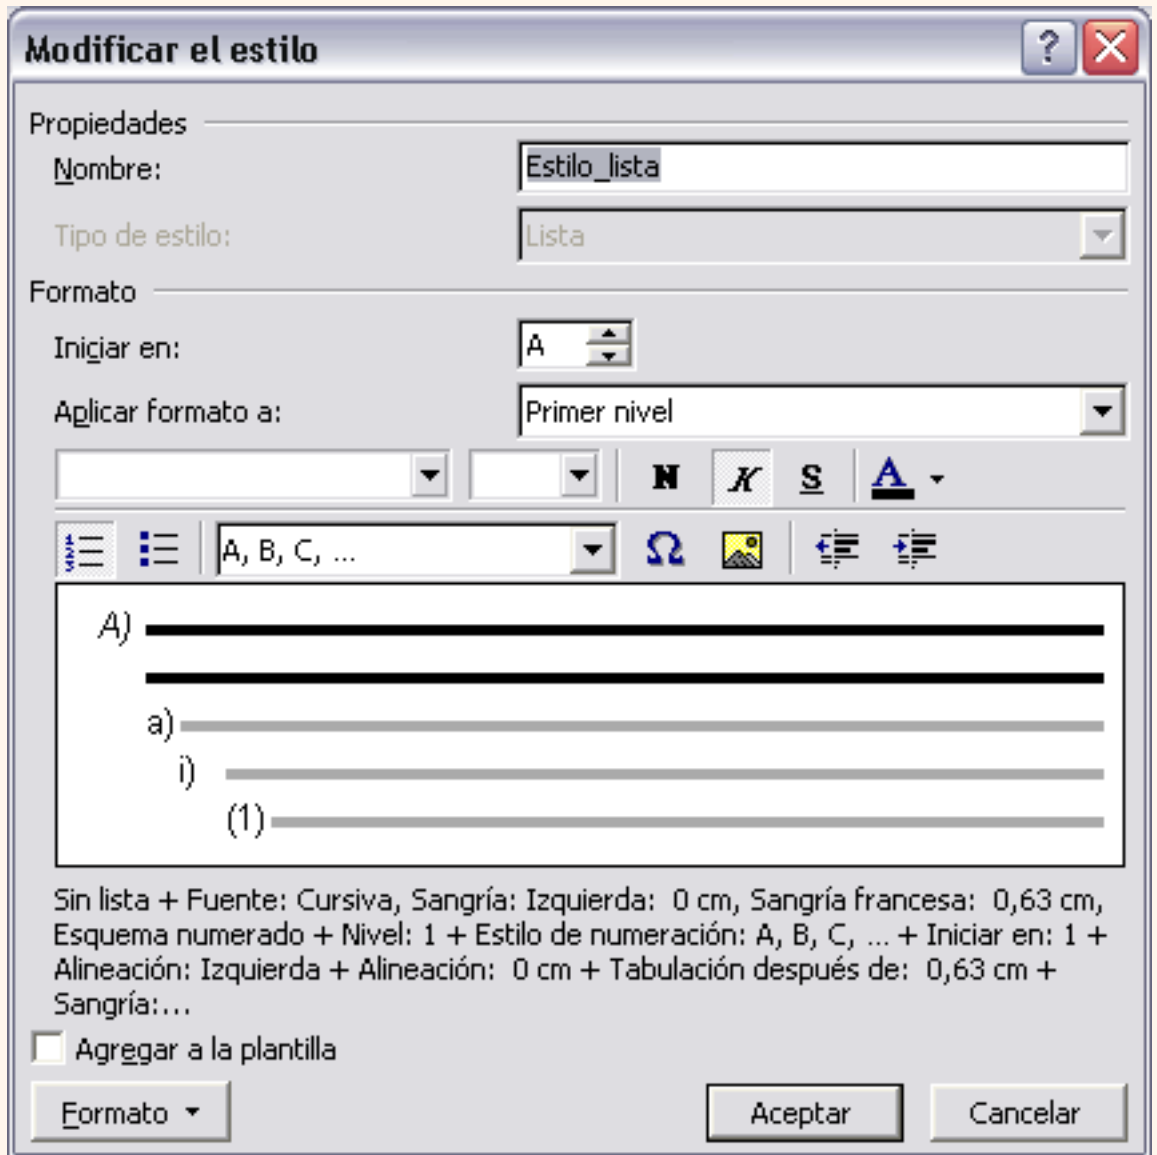 Modificar el estilo
Propiedades
Nombre: Estilo_lista
Tipo de estilo: Lista
Formato
Iniciar en: A
Aplicar formato a: Primer nivel
N K S A
A, B, C, ... Ω
A)
a)
i)
(1)
Sin lista + Fuente: Cursiva, Sangría: Izquierda: 0 cm, Sangría francesa: 0,63 cm,
Esquema numerado + Nivel: 1 + Estilo de numeración: A, B, C, ... + Iniciar en: 1 +
Alineación: Izquierda + Alineación: 0 cm + Tabulación después de: 0,63 cm +
Sangría:...
Agregar a la plantilla
Formato Aceptar Cancelar